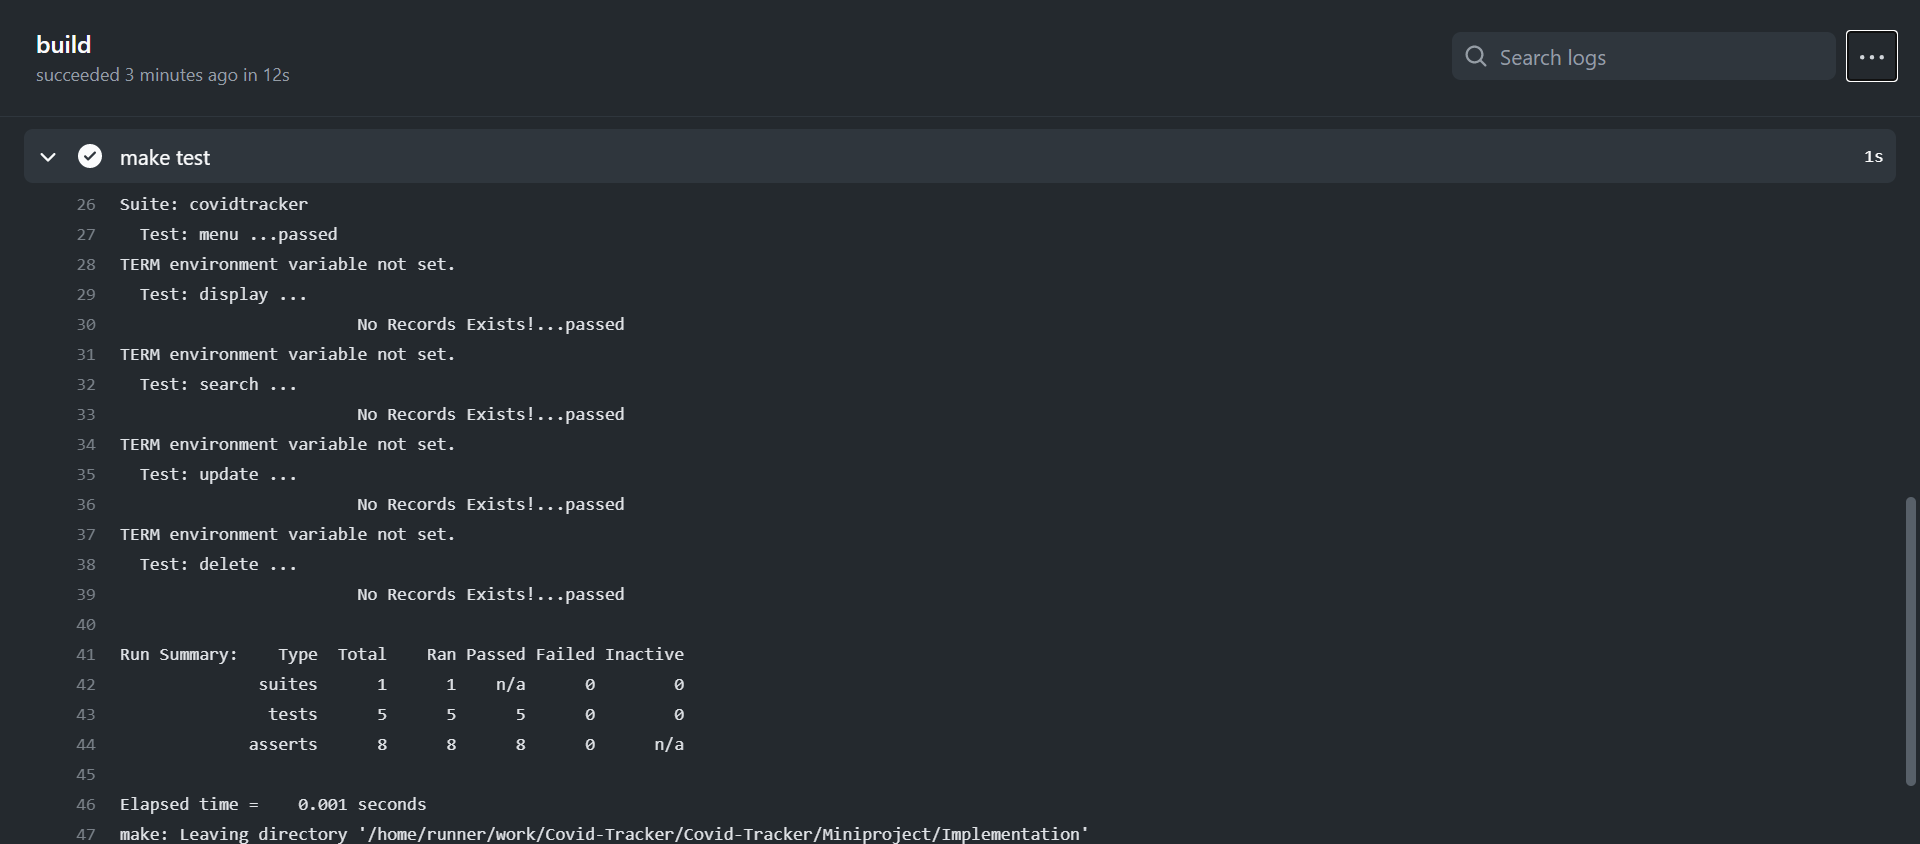 build
succeeded 3 minutes ago in 12s
Search logs
make test 1s
26 Suite: covidtracker
27 Test: menu ...passed
28 TERM environment variable not set.
29 Test: display ...
30 No Records Exists!...passed
31 TERM environment variable not set.
32 Test: search ...
33 No Records Exists!...passed
34 TERM environment variable not set.
35 Test: update ...
36 No Records Exists!...passed
37 TERM environment variable not set.
38 Test: delete ...
39 No Records Exists!...passed
40
41 Run Summary: Type Total Ran Passed Failed Inactive
42 suites 1 1 n/a 0 0
43 tests 5 5 5 0 0
44 asserts 8 8 8 0 n/a
45
46 Elapsed time = 0.001 seconds
47 make: Leaving directory '/home/runner/work/Covid-Tracker/Covid-Tracker/Miniproject/Implementation'